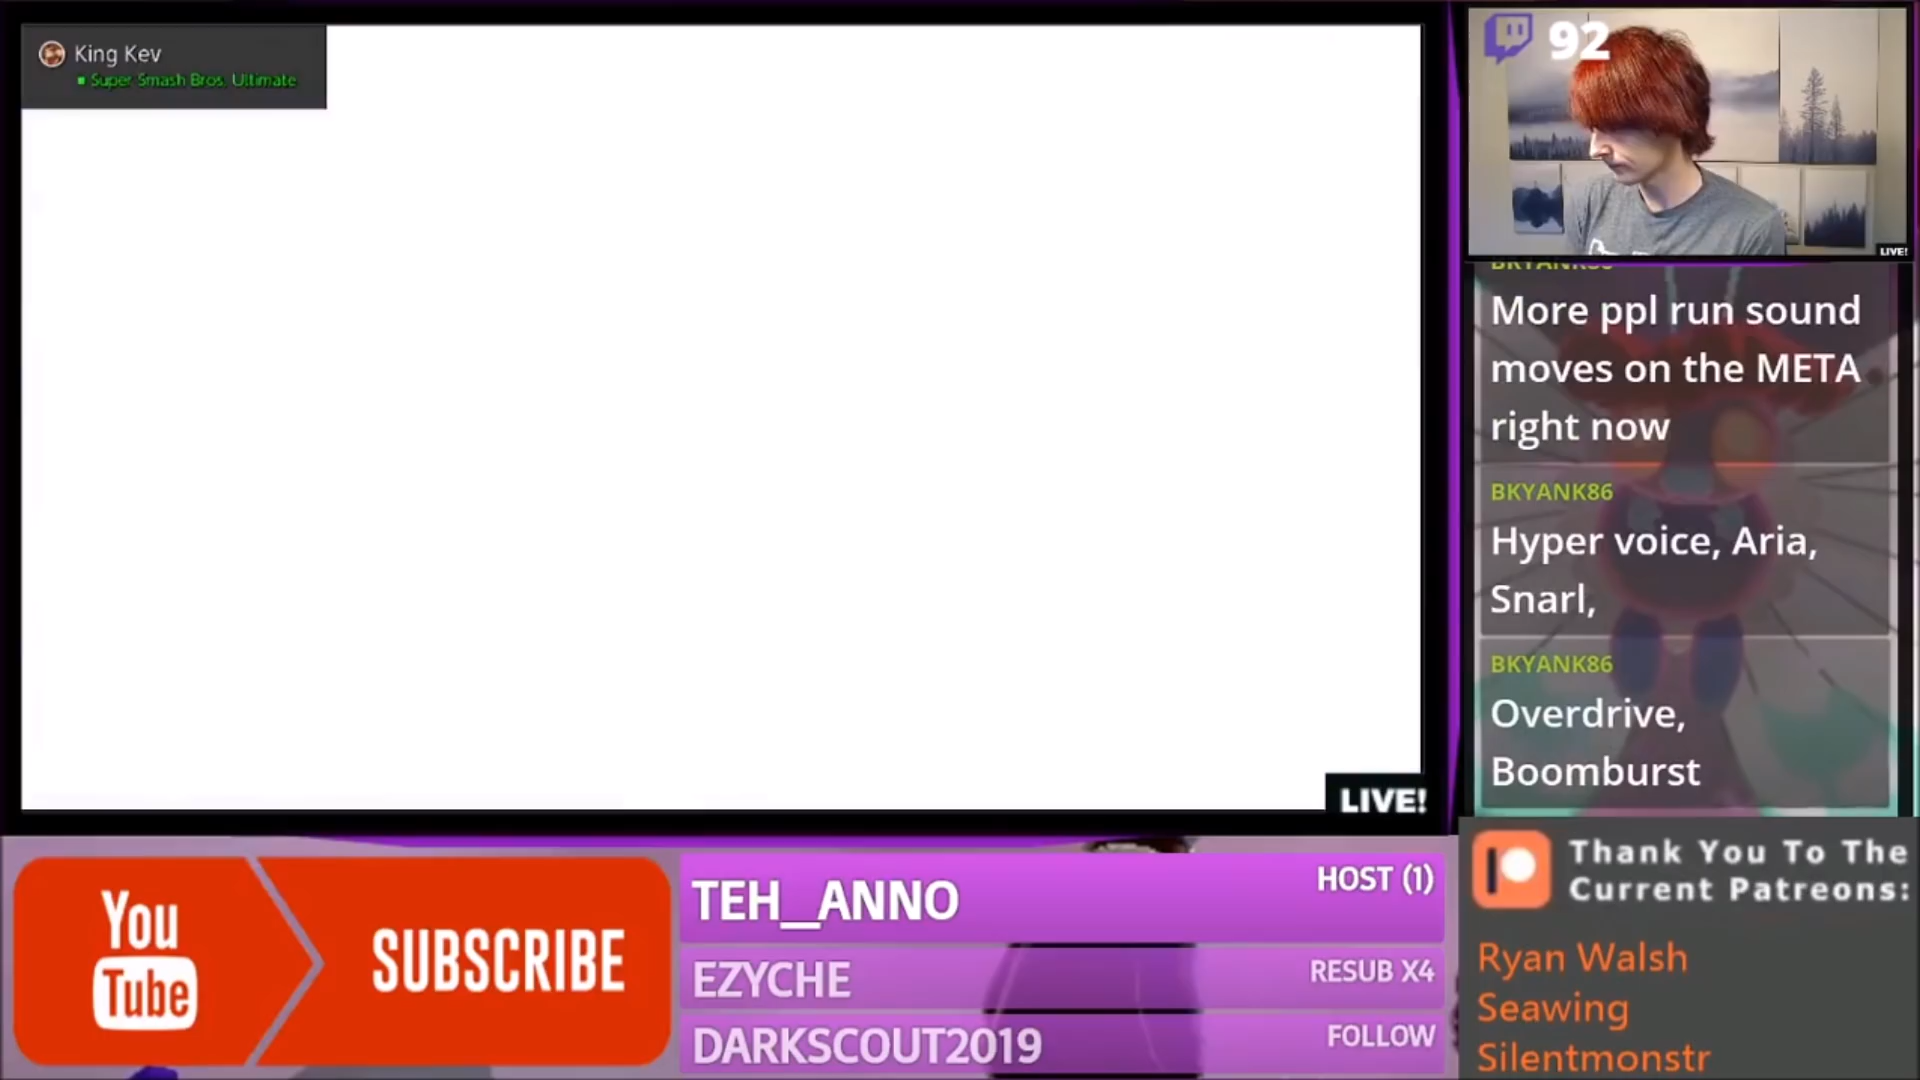 King Kev
Super Smash Bros. Ultimate
92
LIVE!
BKYANK86
More ppl run sound
moves on the META
right now
BKYANK86
Hyper voice, Aria,
Snarl,
BKYANK86
Overdrive,
Boomburst
LIVE!
You
Tube
SUBSCRIBE
TEH_ANNO
HOST (1)
EZYCHE
RESUB X4
DARKSCOUT2019
FOLLOW
Thank You To The
Current Patreons:
Ryan Walsh
Seawing
Silentmonstr